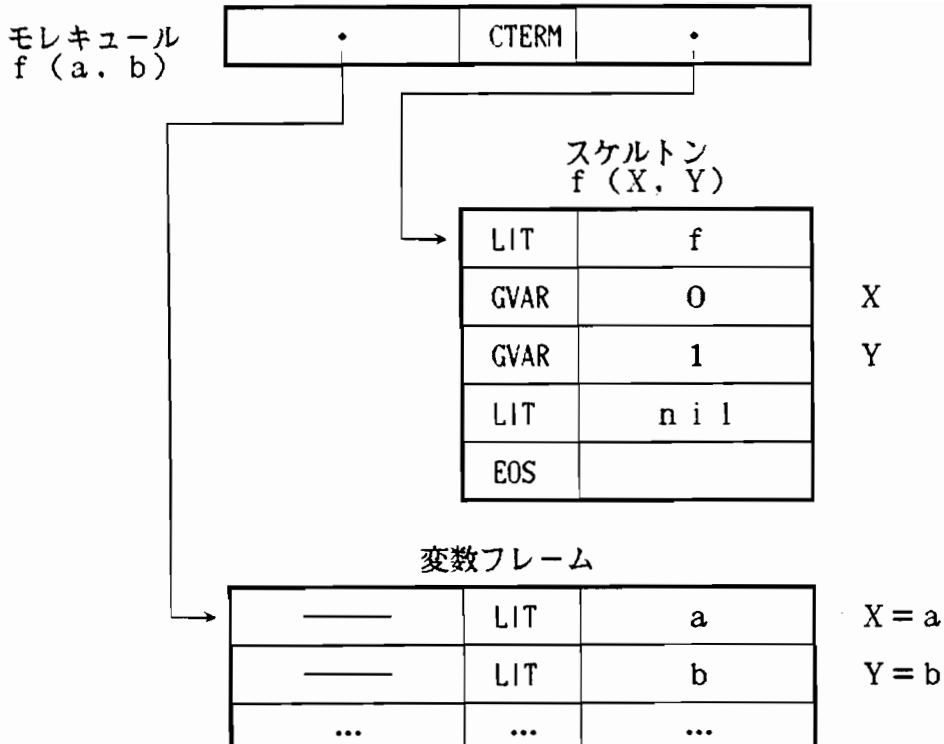 モレキュール
f (a, b)
・ CTERM ・
スケルトン
f (X, Y)
LIT f
GVAR 0 X
GVAR 1 Y
LIT nil
EOS
変数フレーム
―― LIT a X=a
―― LIT b Y=b
… … …